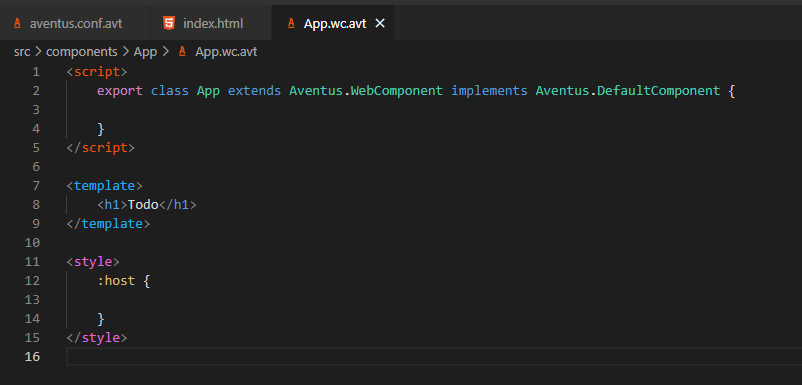 aventus.conf.avt index.html App.wc.avt
src > components > App > App.wc.avt
1 <script>
2     export class App extends Aventus.WebComponent implements Aventus.DefaultComponent {
3
4     }
5 </script>
6
7 <template>
8     <h1>Todo</h1>
9 </template>
10
11 <style>
12     :host {
13
14     }
15 </style>
16